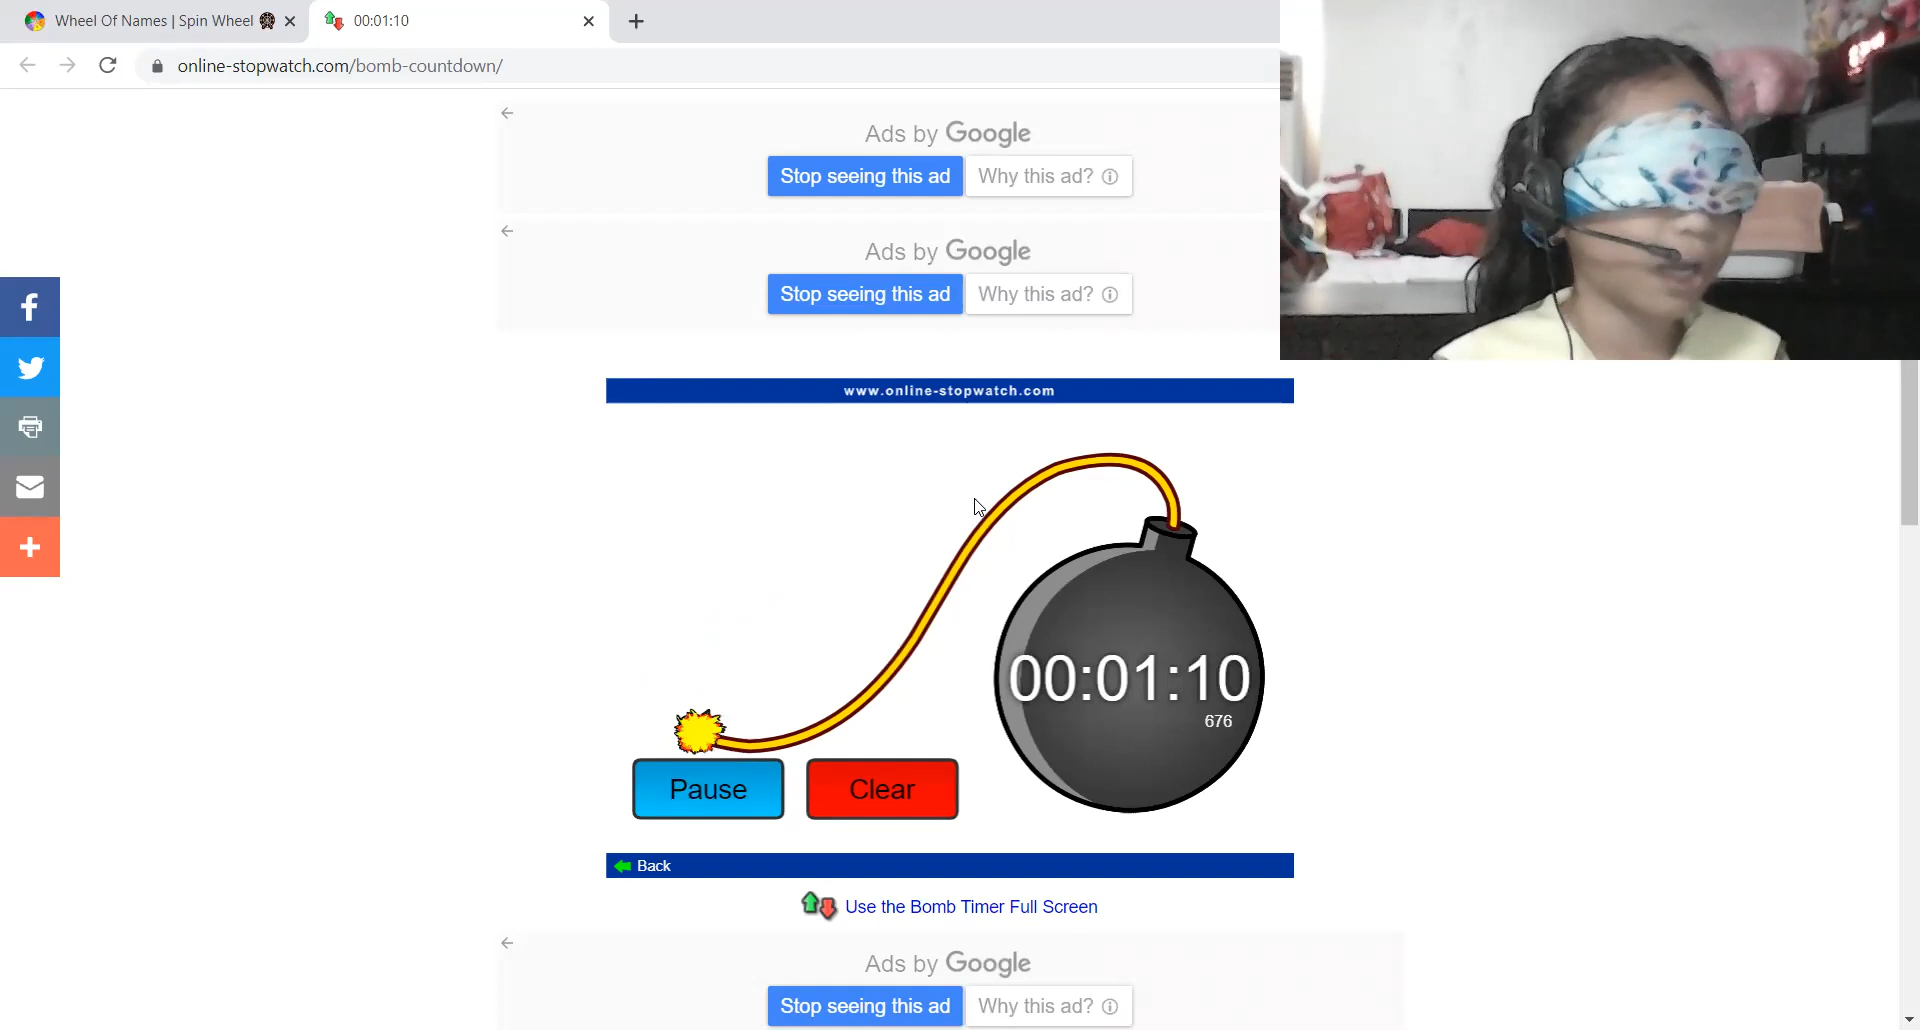 Wheel Of Names | Spin Wheel
00:01:10
online-stopwatch.com/bomb-countdown/
Ads by Google
Stop seeing this ad
Why this ad?
Ads by Google
Stop seeing this ad
Why this ad?
www.online-stopwatch.com
00:01:10
676
Pause
Clear
Back
Use the Bomb Timer Full Screen
Ads by Google
Stop seeing this ad
Why this ad?